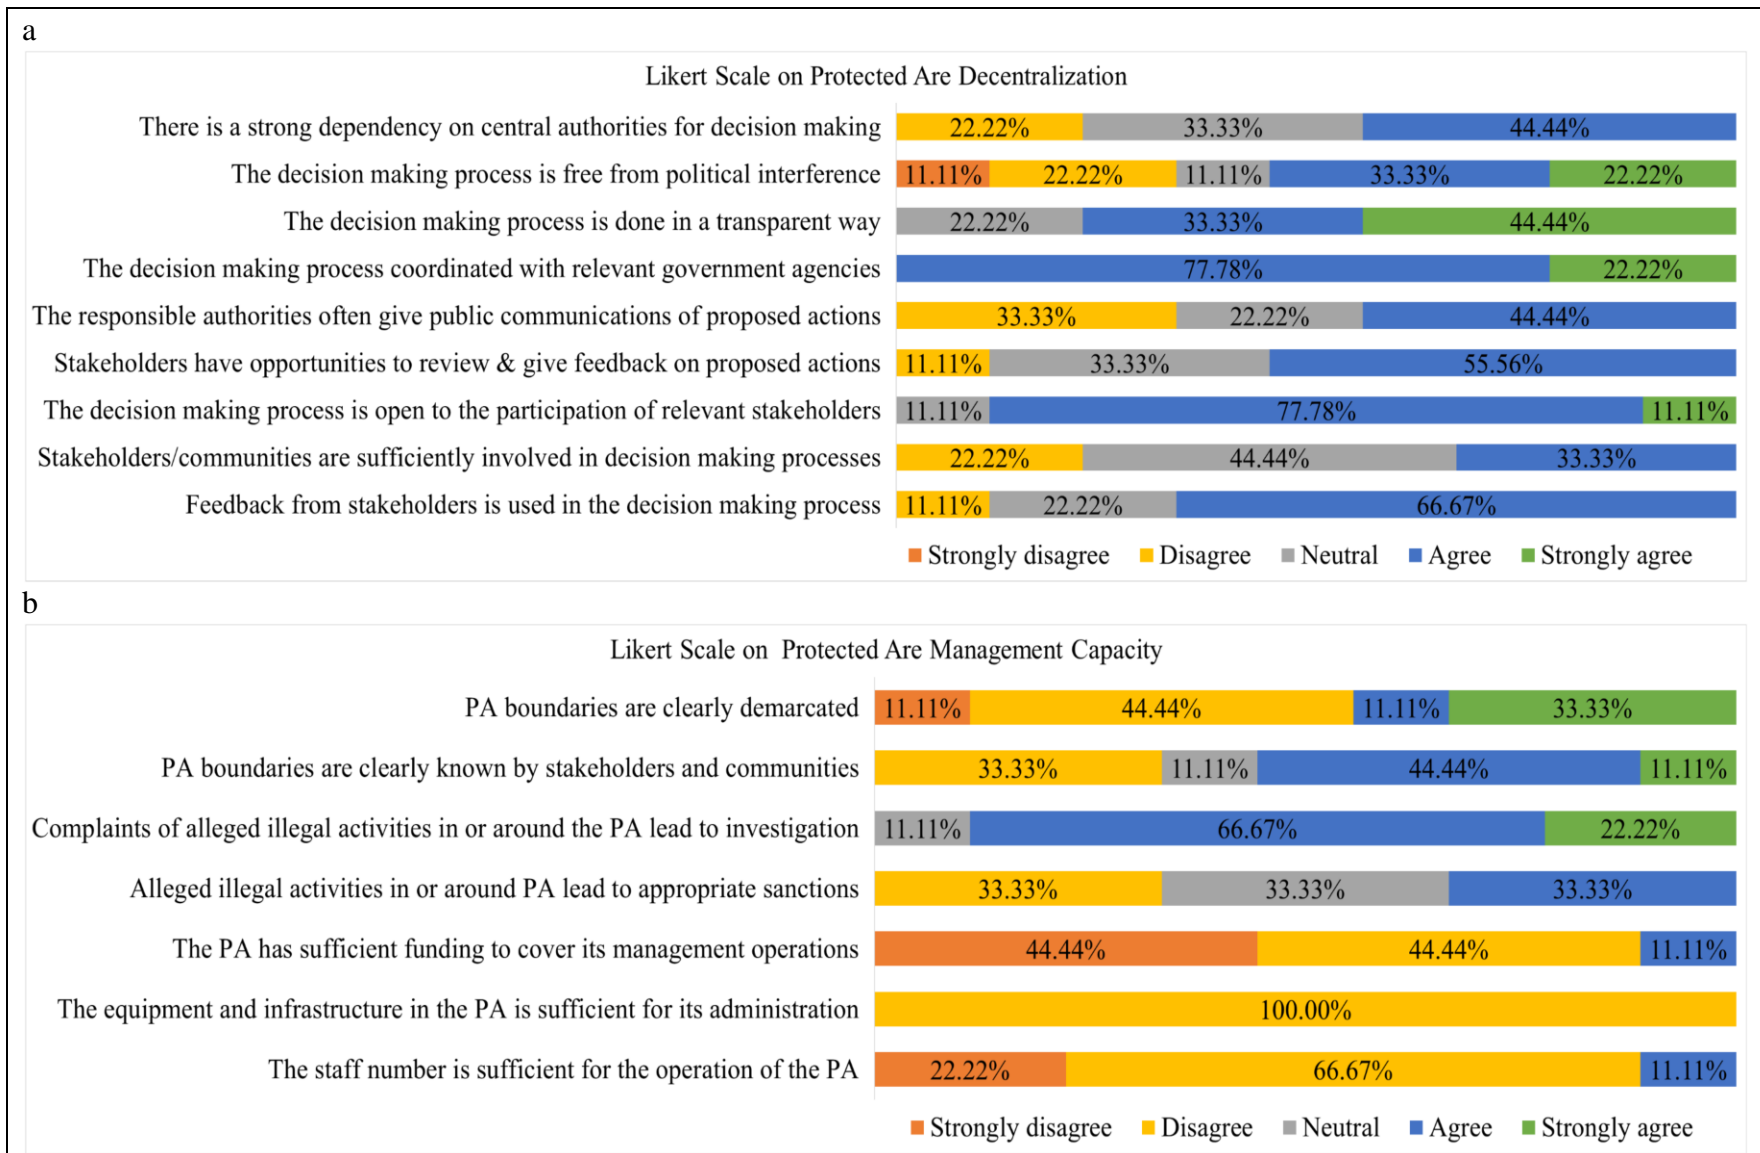 a
Likert Scale on Protected Are Decentralization
There is a strong dependency on central authorities for decision making 22.22% 33.33% 44.44%
The decision making process is free from political interference 11.11% 22.22% 11.11% 33.33% 22.22%
The decision making process is done in a transparent way 22.22% 33.33% 44.44%
The decision making process coordinated with relevant government agencies 77.78% 22.22%
The responsible authorities often give public communications of proposed actions 33.33% 22.22% 44.44%
Stakeholders have opportunities to review & give feedback on proposed actions 11.11% 33.33% 55.56%
The decision making process is open to the participation of relevant stakeholders 11.11% 77.78% 11.11%
Stakeholders/communities are sufficiently involved in decision making processes 22.22% 44.44% 33.33%
Feedback from stakeholders is used in the decision making process 11.11% 22.22% 66.67%
Strongly disagree Disagree Neutral Agree Strongly agree
b
Likert Scale on Protected Are Management Capacity
PA boundaries are clearly demarcated 11.11% 44.44% 11.11% 33.33%
PA boundaries are clearly known by stakeholders and communities 33.33% 11.11% 44.44% 11.11%
Complaints of alleged illegal activities in or around the PA lead to investigation 11.11% 66.67% 22.22%
Alleged illegal activities in or around PA lead to appropriate sanctions 33.33% 33.33% 33.33%
The PA has sufficient funding to cover its management operations 44.44% 44.44% 11.11%
The equipment and infrastructure in the PA is sufficient for its administration 100.00%
The staff number is sufficient for the operation of the PA 22.22% 66.67% 11.11%
Strongly disagree Disagree Neutral Agree Strongly agree